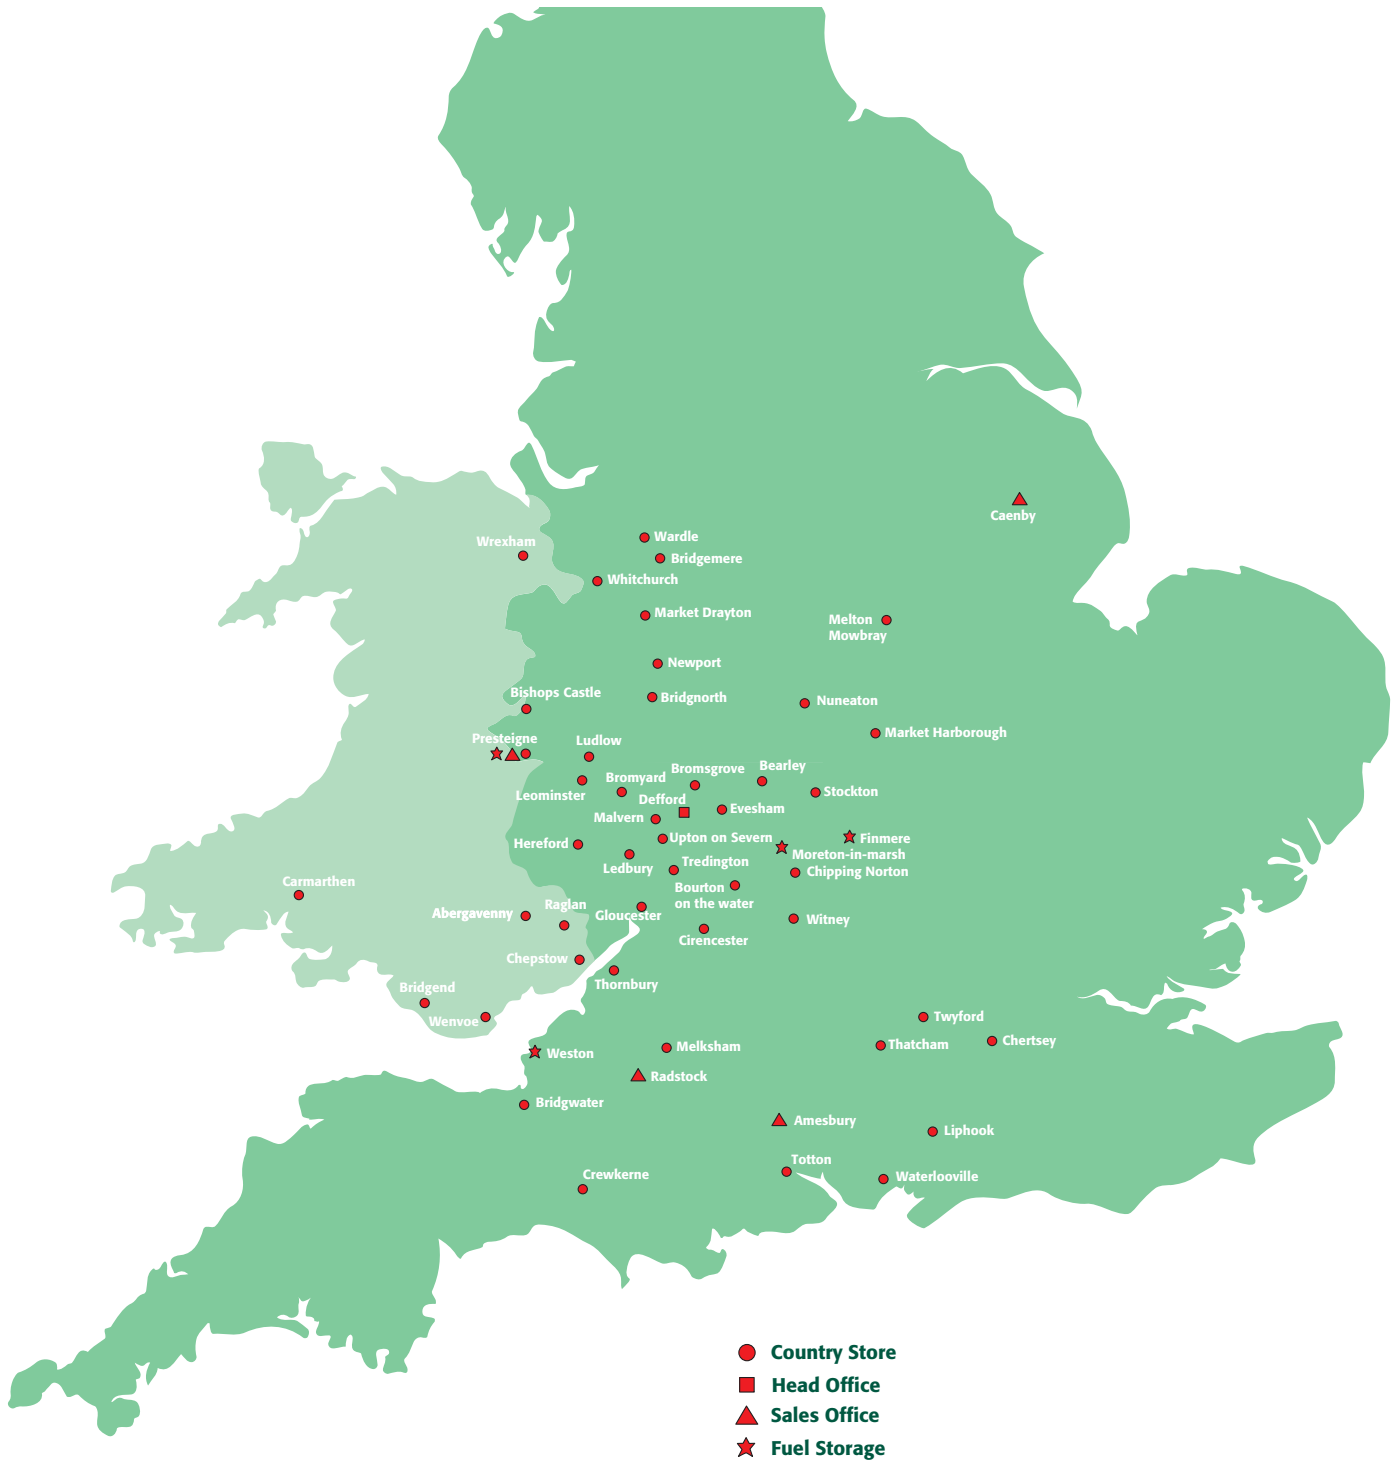 Caenby
Wardle
Wrexham
Bridgemere
Whitchurch
Market Drayton
Melton
Mowbray
Newport
Bishops Castle
Bridgnorth
Nuneaton
Market Harborough
Presteigne
Ludlow
Bearley
Bromsgrove
Bromyard
Leominster
Stockton
Defford
Evesham
Malvern
Upton on Severn
Finmere
Hereford
Moreton-in-marsh
Tredington
Ledbury
Chipping Norton
Carmarthen
Bourton
on the water
Raglan
Abergavenny
Gloucester
Witney
Cirencester
Chepstow
Thornbury
Bridgend
Wenvoe
Twyford
Chertsey
Thatcham
Melksham
Weston
Radstock
Bridgwater
Amesbury
Liphook
Totton
Crewkerne
Waterlooville
Country Store
Head Office
Sales Office
Fuel Storage